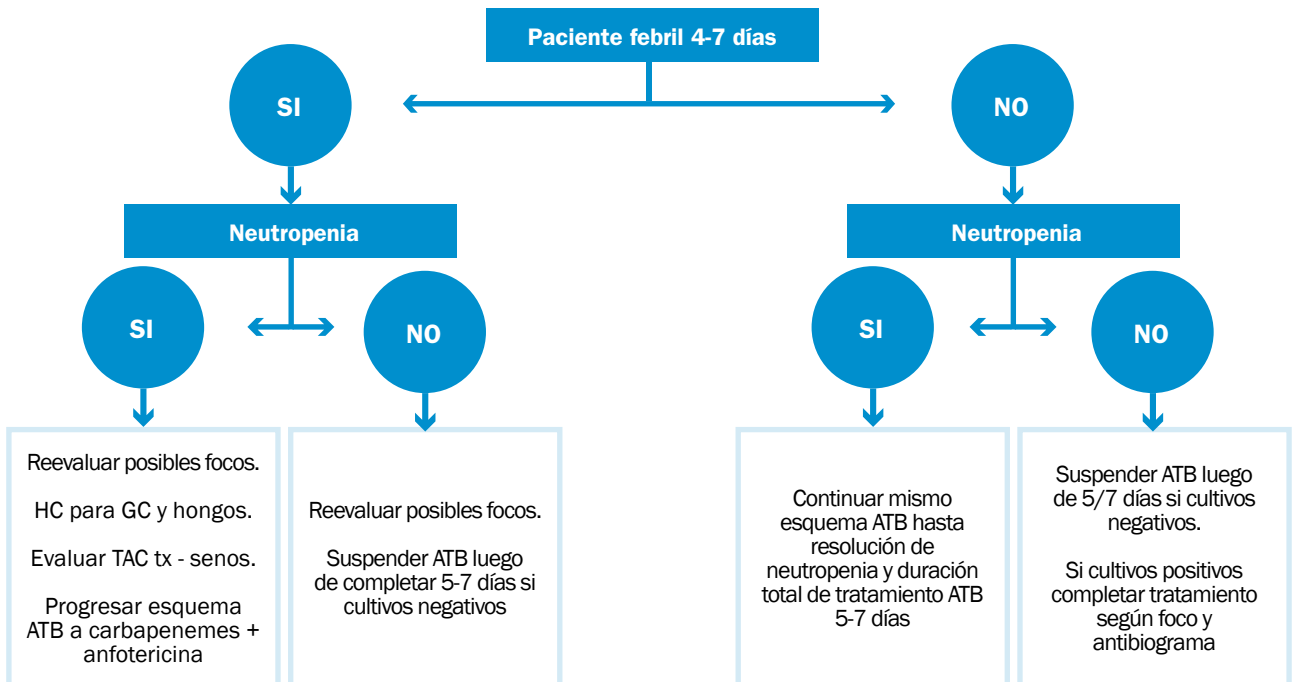 Paciente febril 4-7 días
SI
NO
Neutropenia
Neutropenia
SI
NO
SI
NO
Reevaluar posibles focos.
HC para GC y hongos.
Evaluar TAC tx - senos.
Progresar esquema
ATB a carbapenemes +
anfotericina
Reevaluar posibles focos.
Suspender ATB luego
de completar 5-7 días si
cultivos negativos
Continuar mismo
esquema ATB hasta
resolución de
neutropenia y duración
total de tratamiento ATB
5-7 días
Suspender ATB luego
de 5/7 días si cultivos
negativos.
Si cultivos positivos
completar tratamiento
según foco y
antibiograma